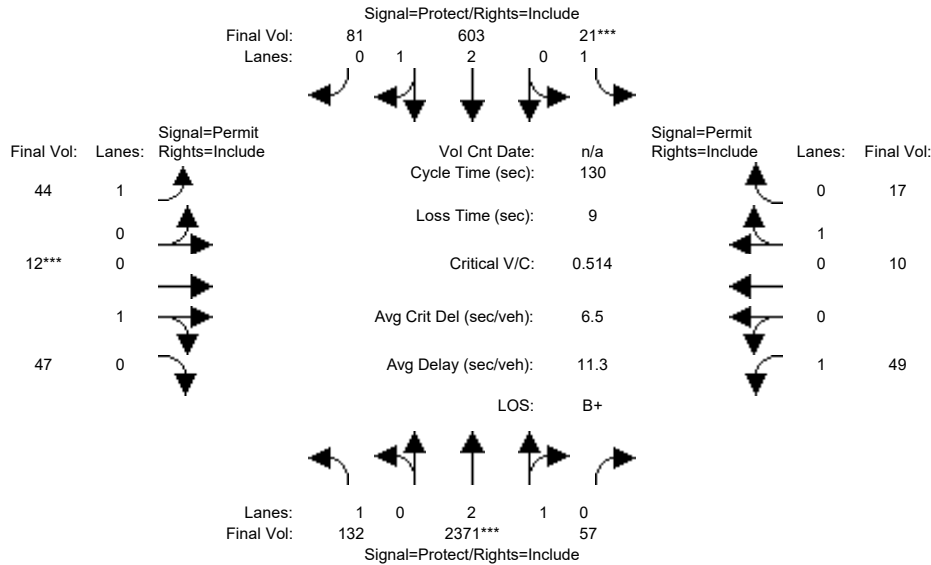 Signal=Protect/Rights=Include
Final Vol: 81 603 21***
Lanes: 0 1 2 0 1
Signal=Permit
Final Vol: Lanes: Rights=Include
Vol Cnt Date: n/a
Signal=Permit
Rights=Include Lanes: Final Vol:
Cycle Time (sec): 130
44 1
0 17
Loss Time (sec): 9
0
1
12*** 0
Critical V/C: 0.514
0 10
1
Avg Crit Del (sec/veh): 6.5
0
47 0
Avg Delay (sec/veh): 11.3
1 49
LOS: B+
Lanes: 1 0 2 1 0
Final Vol: 132 2371*** 57
Signal=Protect/Rights=Include